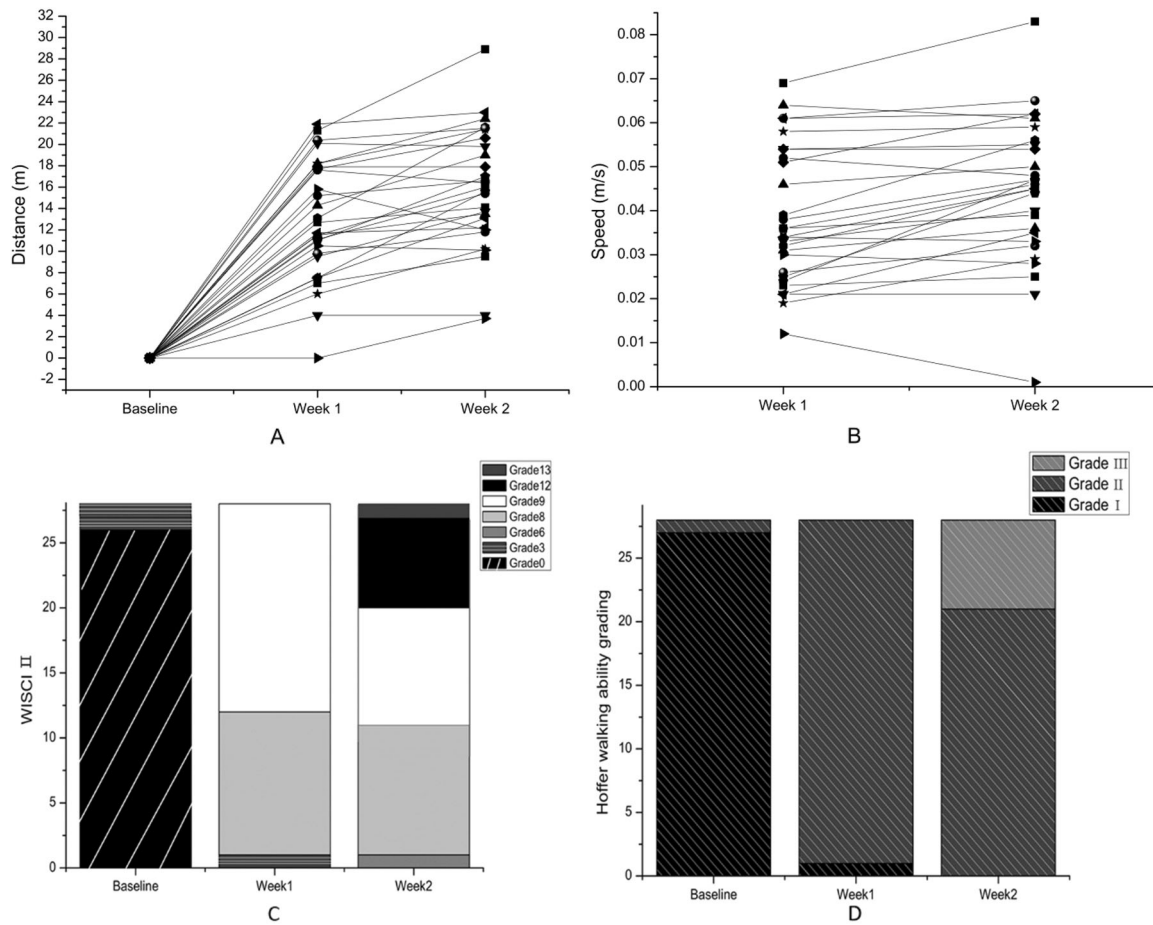 32
30
28
26
24
22
20
18
16
14
12
10
8
6
4
2
0
-2
Distance (m)
Baseline Week 1 Week 2
A
0.08
0.07
0.06
0.05
0.04
0.03
0.02
0.01
0.00
Speed (m/s)
Week 1 Week 2
B
Grade13
Grade12
Grade9
Grade8
Grade6
Grade3
Grade0
25
20
15
10
5
0
WISCI II
Baseline Week1 Week2
C
Grade III
Grade II
Grade I
25
20
15
10
5
0
Hoffer walking ability grading
Baseline Week1 Week2
D